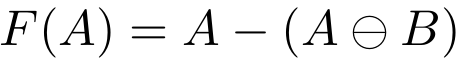 F(A) = A − (A ⊖ B)